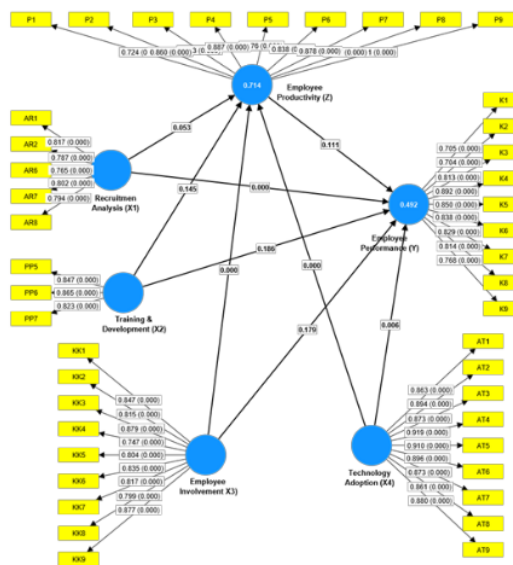 P1 P2 P3 P4 P5 P6 P7 P8 P9
0.724 0.860 (0.000) 0.887 (0.000) 0.838 0.878 (0.000)
0.714
Employee
Productivity (Z)
AR1
AR2
AR6
AR7
AR8
0.817 (0.000)
0.787 (0.000)
0.765 (0.000)
0.802 (0.000)
0.794 (0.000)
Recruitmen
Analysis (X1)
0.053
0.111
0.145
0.000
0.186
0.000
0.000
0.179
0.006
K1
K2
K3
K4
K5
K6
K7
K8
K9
0.705 (0.000)
0.704 (0.000)
0.813 (0.000)
0.892 (0.000)
0.850 (0.000)
0.838 (0.000)
0.829 (0.000)
0.814 (0.000)
0.768 (0.000)
Employee
Performance (Y)
PP5
PP6
PP7
0.847 (0.000)
0.865 (0.000)
0.823 (0.000)
Training &
Development (X2)
KK1
KK2
KK3
KK4
KK5
KK6
KK7
KK8
KK9
0.847 (0.000)
0.815 (0.000)
0.879 (0.000)
0.747 (0.000)
0.804 (0.000)
0.835 (0.000)
0.817 (0.000)
0.799 (0.000)
0.877 (0.000)
Employee
Involvement X3)
AT1
AT2
AT3
AT4
AT5
AT6
AT7
AT8
AT9
0.863 (0.000)
0.894 (0.000)
0.873 (0.000)
0.919 (0.000)
0.910 (0.000)
0.896 (0.000)
0.873 (0.000)
0.861 (0.000)
0.880 (0.000)
Technology
Adoption (X4)